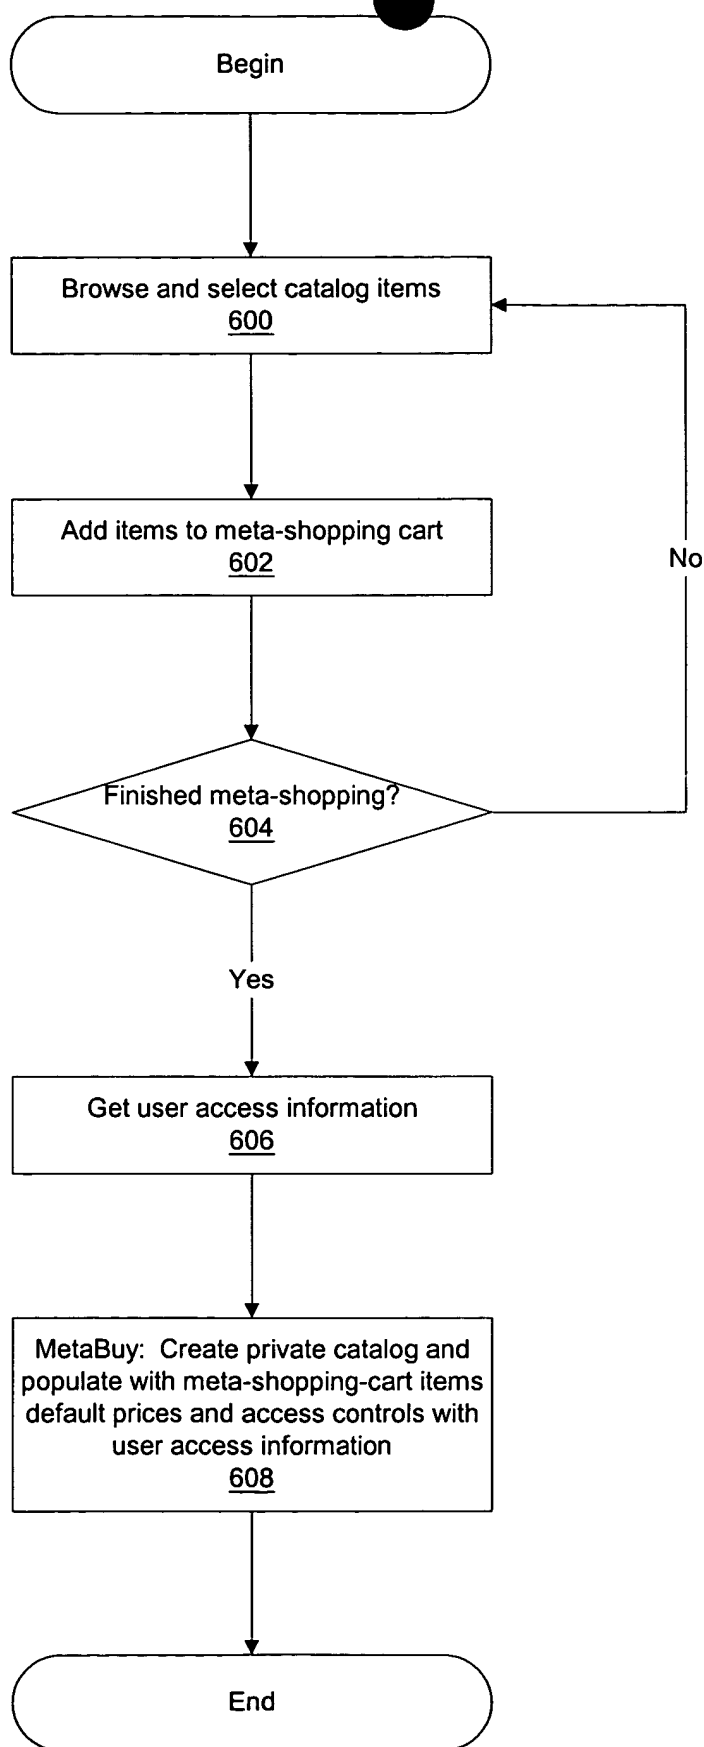 Begin
Browse and select catalog items
600
Add items to meta-shopping cart
602
No
Finished meta-shopping?
604
Yes
Get user access information
606
MetaBuy: Create private catalog and
populate with meta-shopping-cart items
default prices and access controls with
user access information
608
End